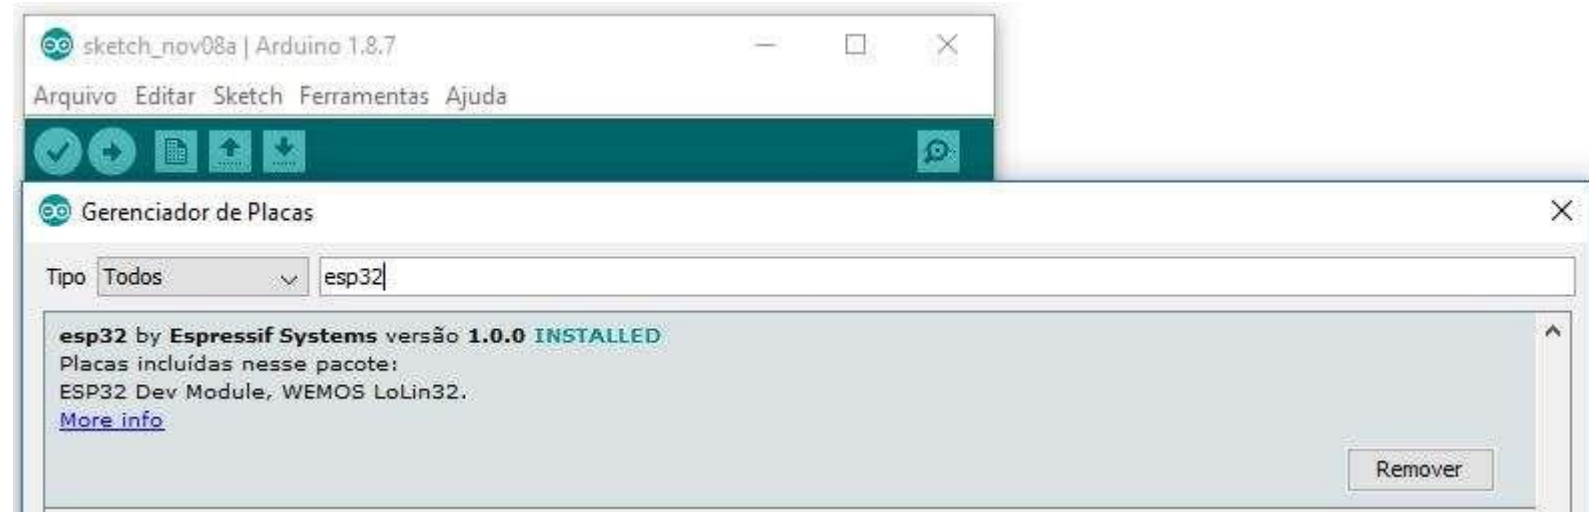 sketch_nov08a | Arduino 1.8.7
Arquivo Editar Sketch Ferramentas Ajuda
Gerenciador de Placas
Tipo Todos esp32
esp32 by Espressif Systems versão 1.0.0 INSTALLED
Placas incluídas nesse pacote:
ESP32 Dev Module, WEMOS LoLin32.
More info
Remover